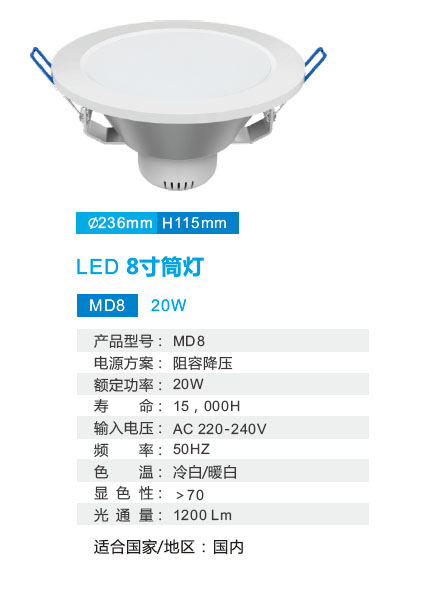 Ø236mm H115mm
LED 8寸筒灯
MD8 20W
产品型号：MD8
电源方案：阻容降压
额定功率：20W
寿 命：15，000H
输入电压：AC 220-240V
频 率：50HZ
色 温：冷白/暖白
显 色 性：＞70
光 通 量：1200 Lm
适合国家/地区：国内